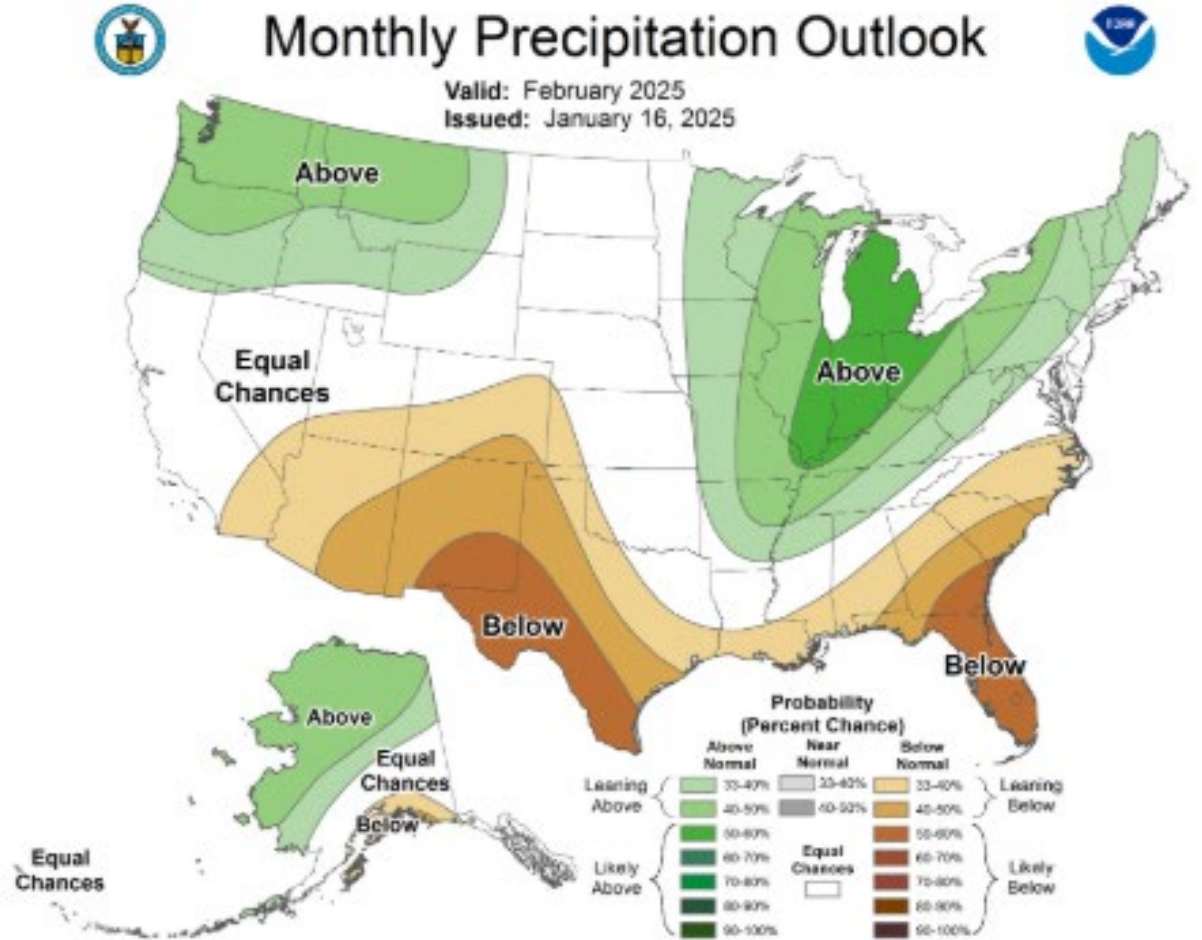 Monthly Precipitation Outlook
Valid: February 2025
Issued: January 16, 2025
Above
Equal
Chances
Above
Below
Below
Above
Equal
Chances
Below
Equal
Chances
Probability
(Percent Chance)
Above
Normal
Near
Normal
Below
Normal
Leaning
Above
33-40%
33-40%
33-40%
Leaning
Below
40-50%
40-50%
40-50%
Likely
Above
50-60%
50-60%
60-70%
60-70%
Equal
Chances
70-80%
70-80%
80-90%
80-90%
90-100%
90-100%
Likely
Below